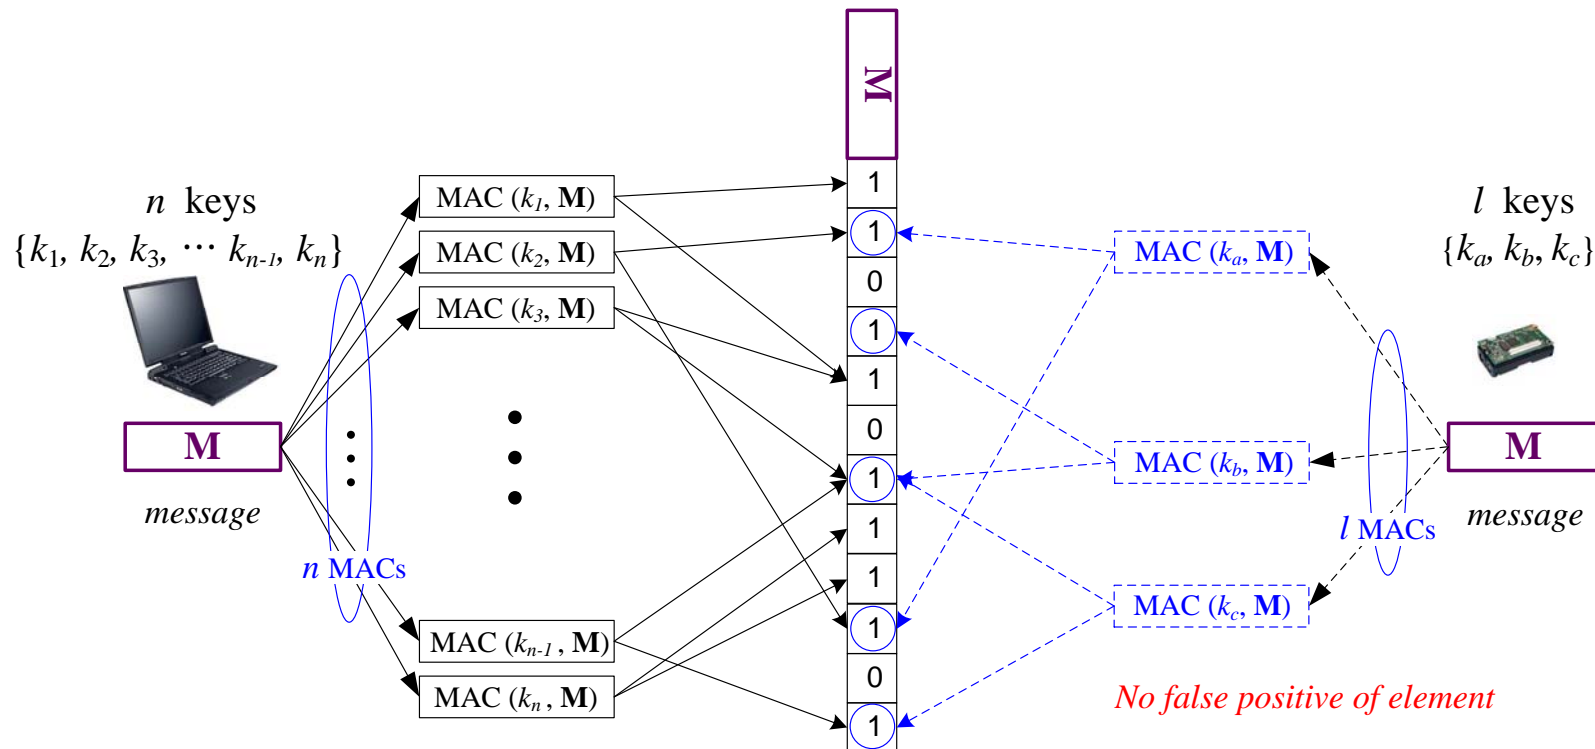 n keys
{k1, k2, k3, ··· kn-1, kn}
M
message
n MACs
MAC (k1, M)
MAC (k2, M)
MAC (k3, M)
MAC (kn-1, M)
MAC (kn, M)
M
1
1
0
1
1
0
1
1
1
1
0
1
MAC (ka, M)
MAC (kb, M)
MAC (kc, M)
l MACs
l keys
{ka, kb, kc}
M
message
No false positive of element